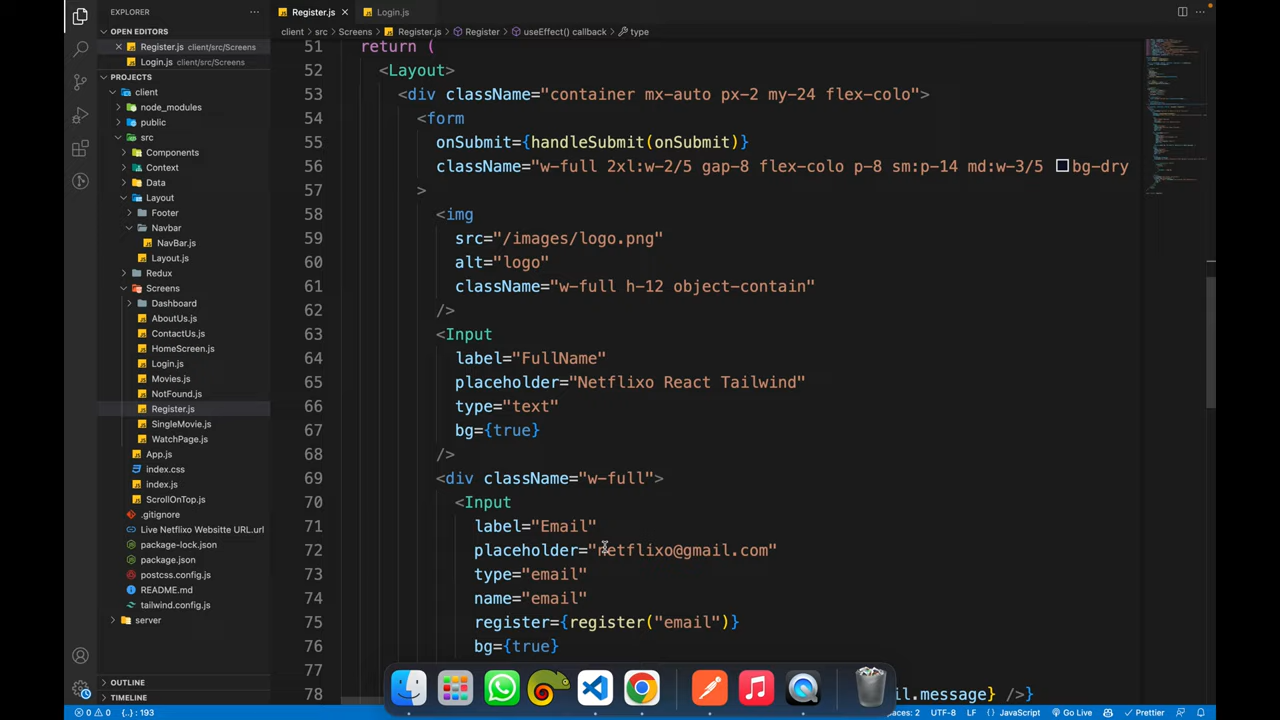 EXPLORER
OPEN EDITORS
Register.js client/src/Screens
Login.js client/src/Screens
PROJECTS
client
node_modules
public
src
Components
Context
Data
Layout
Footer
Navbar
NavBar.js
Layout.js
Redux
Screens
Dashboard
AboutUs.js
ContactUs.js
HomeScreen.js
Login.js
Movies.js
NotFound.js
Register.js
SingleMovie.js
WatchPage.js
App.js
index.css
index.js
ScrollOnTop.js
.gitignore
Live Netflixo Websitte URL.url
package-lock.json
package.json
postcss.config.js
README.md
tailwind.config.js
server
OUTLINE
TIMELINE
Register.js Login.js
client > src > Screens > Register.js > Register > useEffect() callback > type
51 return (
52 <Layout>
53 <div className="container mx-auto px-2 my-24 flex-colo">
54 <form
55 onSubmit={handleSubmit(onSubmit)}
56 className="w-full 2xl:w-2/5 gap-8 flex-colo p-8 sm:p-14 md:w-3/5 bg-dry
57 >
58 <img
59 src="/images/logo.png"
60 alt="logo"
61 className="w-full h-12 object-contain"
62 />
63 <Input
64 label="FullName"
65 placeholder="Netflixo React Tailwind"
66 type="text"
67 bg={true}
68 />
69 <div className="w-full">
70 <Input
71 label="Email"
72 placeholder="netflixo@gmail.com"
73 type="email"
74 name="email"
75 register={register("email")}
76 bg={true}
77
78 il.message} />}
0 0 {..} : 193 paces: 2 UTF-8 LF {} JavaScript Go Live Prettier